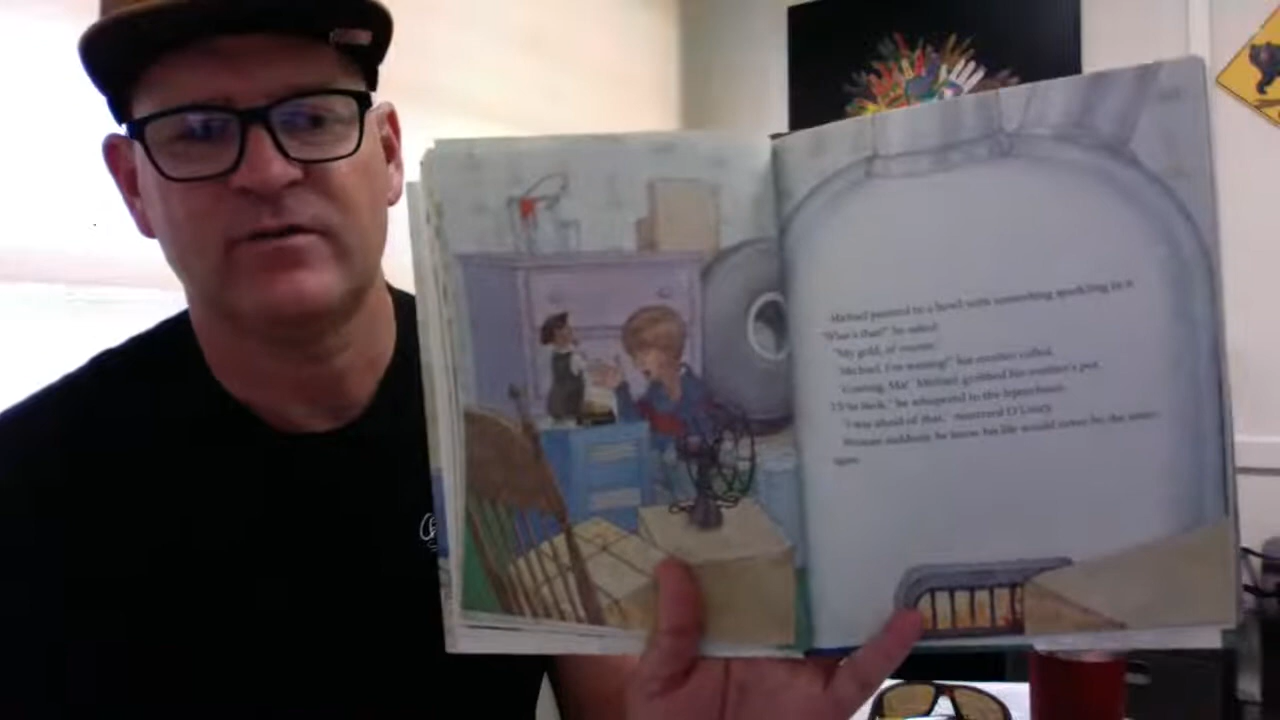 Michael pointed to a bowl with something sparkling in it.
"What's that?" he asked.
"My gold, of course."
"Michael, I'm waiting!" his mother called.
"Coming, Ma!" Michael grabbed his mother's pot.
"I'll be back," he whispered to the leprechaun.
"I was afraid of that," muttered O'Leary.
he knew his life would never be the same
again.